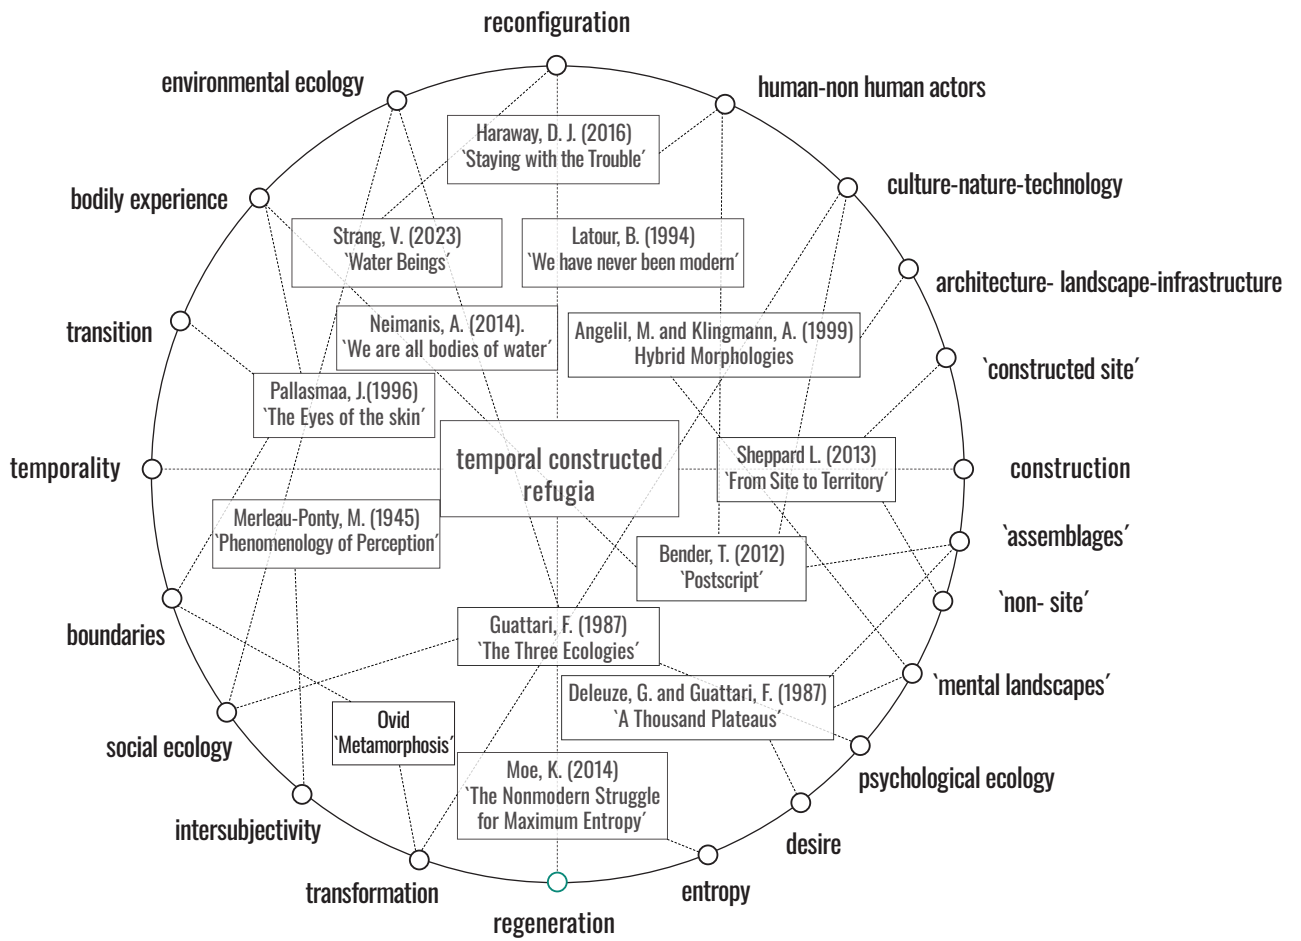 reconfiguration
environmental ecology
human-non human actors
Haraway, D. J. (2016)
`Staying with the Trouble´
bodily experience
culture-nature-technology
Strang, V. (2023)
`Water Beings´
Latour, B. (1994)
`We have never been modern´
architecture- landscape-infrastructure
transition
Neimanis, A. (2014).
`We are all bodies of water´
Angelil, M. and Klingmann, A. (1999)
Hybrid Morphologies
`constructed site´
Pallasmaa, J.(1996)
`The Eyes of the skin´
temporality
temporal constructed
refugia
Sheppard L. (2013)
`From Site to Territory´
construction
Merleau-Ponty, M. (1945)
`Phenomenology of Perception´
`assemblages´
Bender, T. (2012)
`Postscript´
`non- site´
boundaries
Guattari, F. (1987)
`The Three Ecologies´
`mental landscapes´
Deleuze, G. and Guattari, F. (1987)
`A Thousand Plateaus´
social ecology
Ovid
`Metamorphosis´
psychological ecology
Moe, K. (2014)
`The Nonmodern Struggle
for Maximum Entropy´
intersubjectivity
desire
transformation
entropy
regeneration